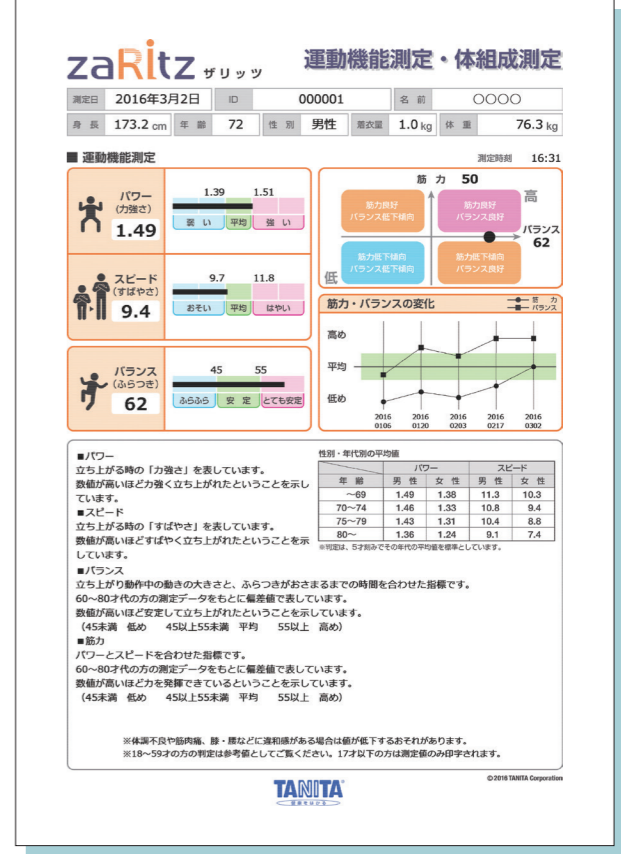 zaRitz ザリッツ 運動機能測定・体組成測定
測定日 2016年3月2日 ID 000001 名 前 〇〇〇〇
身 長 173.2 cm 年 齢 72 性 別 男性 着衣量 1.0 kg 体 重 76.3 kg
■ 運動機能測定 測定時刻 16:31
パワー
(力強さ)
1.49
1.39 1.51
弱 い 平均 強 い
スピード
(すばやさ)
9.4
9.7 11.8
おそい 平均 はやい
バランス
(ふらつき)
62
45 55
ふらふら 安 定 とても安定
筋 力 50
高
筋力良好
バランス低下傾向
筋力良好
バランス良好
バランス
62
筋力低下傾向
バランス低下傾向
筋力低下傾向
バランス良好
低
筋力・バランスの変化
筋 力
バランス
高め
平均
低め
2016 2016 2016 2016 2016
0106 0120 0203 0217 0302
■パワー
立ち上がる時の「力強さ」を表しています。
数値が高いほど力強く立ち上がれたということを示し
ています。
■スピード
立ち上がる時の「すばやさ」を表しています。
数値が高いほどすばやく立ち上がれたということを示
しています。
性別・年代別の平均値
パワー スピード
年 齢 男 性 女 性 男 性 女 性
～69 1.49 1.38 11.3 10.3
70～74 1.46 1.33 10.8 9.4
75～79 1.43 1.31 10.4 8.8
80～ 1.36 1.24 9.1 7.4
※判定は、5才刻みでその年代の平均値を標準としています。
■バランス
立ち上がり動作中の動きの大きさと、ふらつきがおさまるまでの時間を合わせた指標です。
60～80才代の方の測定データをもとに偏差値で表しています。
数値が高いほど安定して立ち上がれたということを示しています。
(45未満 低め 45以上55未満 平均 55以上 高め)
■筋力
パワーとスピードを合わせた指標です。
60～80才代の方の測定データをもとに偏差値で表しています。
数値が高いほど力を発揮できているということを示しています。
(45未満 低め 45以上55未満 平均 55以上 高め)
※体調不良や筋肉痛、膝・腰などに違和感がある場合は値が低下するおそれがあります。
※18～59才の方の判定は参考値としてご覧ください。17才以下の方は測定値のみ印字されます。
©2016 TANITA Corporation
TANITA
健康をはかる